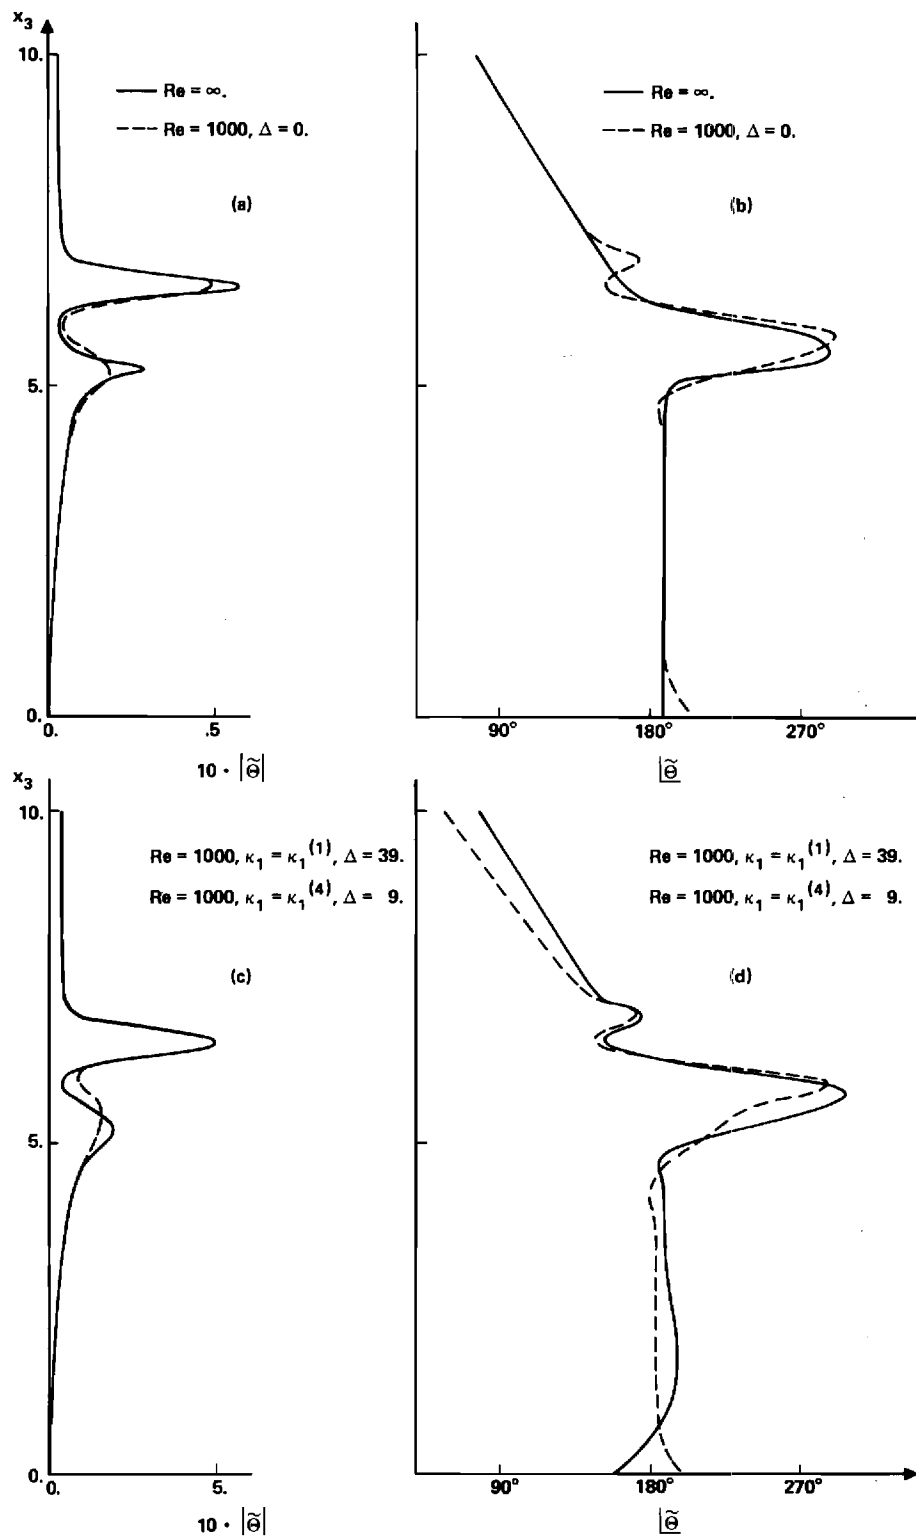 x₃
10.
Re = ∞.
Re = 1000, Δ = 0.
(a)
5.
0.
0. .5
10 · |Θ̃|
Re = ∞.
Re = 1000, Δ = 0.
(b)
90° 180° 270°
|Θ̃
x₃
10.
Re = 1000, κ₁ = κ₁⁽¹⁾, Δ = 39.
Re = 1000, κ₁ = κ₁⁽⁴⁾, Δ = 9.
(c)
5.
0.
0. 5.
10 · |Θ̃|
Re = 1000, κ₁ = κ₁⁽¹⁾, Δ = 39.
Re = 1000, κ₁ = κ₁⁽⁴⁾, Δ = 9.
(d)
90° 180° 270°
|Θ̃